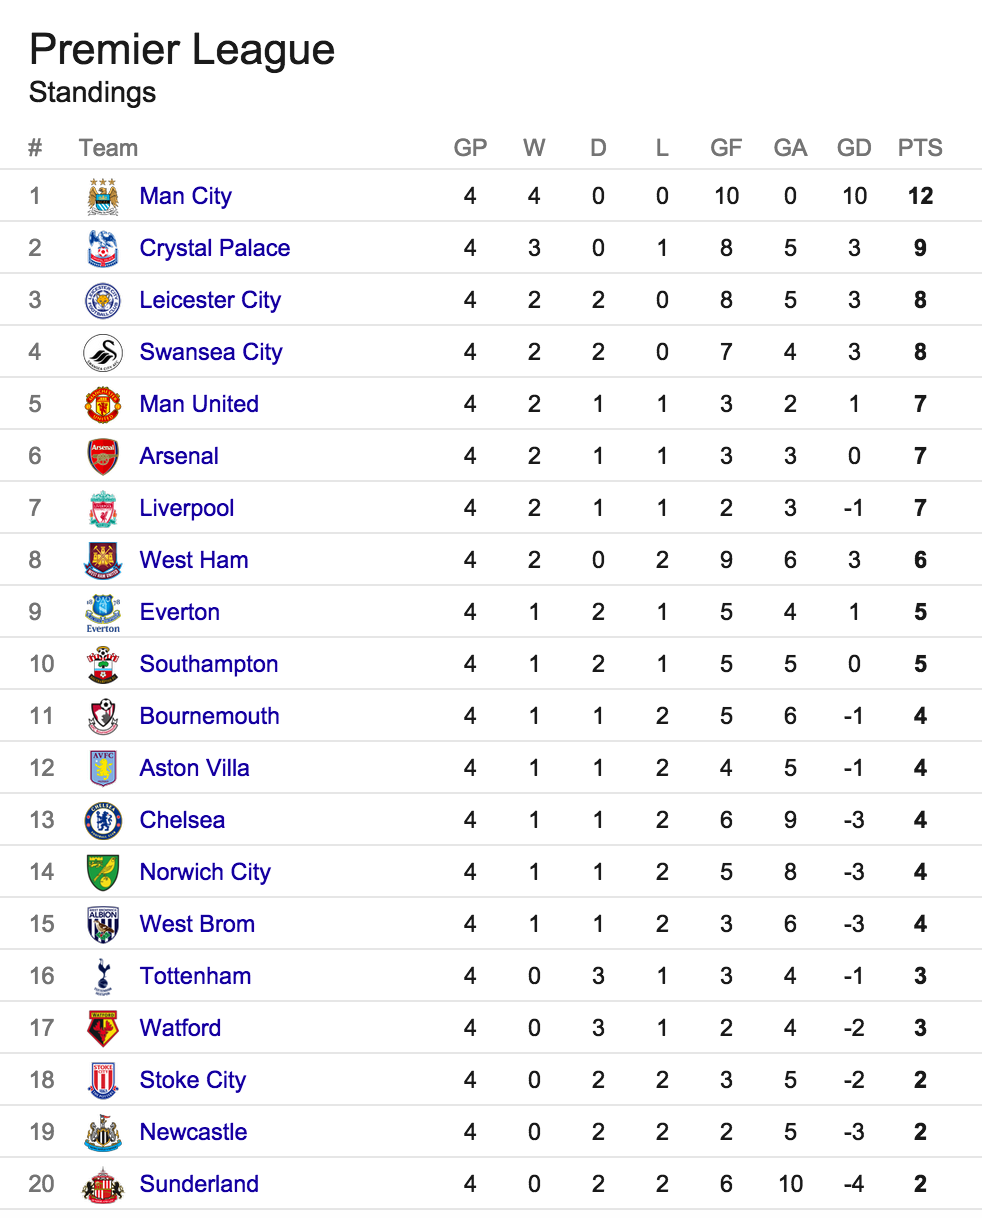 Premier League
Standings
# Team GP W D L GF GA GD PTS
1 Man City 4 4 0 0 10 0 10 12
2 Crystal Palace 4 3 0 1 8 5 3 9
3 Leicester City 4 2 2 0 8 5 3 8
4 Swansea City 4 2 2 0 7 4 3 8
5 Man United 4 2 1 1 3 2 1 7
6 Arsenal Arsenal 4 2 1 1 3 3 0 7
7 Liverpool 4 2 1 1 2 3 -1 7
8 West Ham 4 2 0 2 9 6 3 6
9 Everton Everton 4 1 2 1 5 4 1 5
10 Southampton 4 1 2 1 5 5 0 5
11 Bournemouth 4 1 1 2 5 6 -1 4
12 AVFC Aston Villa 4 1 1 2 4 5 -1 4
13 Chelsea 4 1 1 2 6 9 -3 4
14 Norwich City 4 1 1 2 5 8 -3 4
15 ALBION West Brom 4 1 1 2 3 6 -3 4
16 Tottenham 4 0 3 1 3 4 -1 3
17 WATFORD Watford 4 0 3 1 2 4 -2 3
18 STOKE CITY Stoke City 4 0 2 2 3 5 -2 2
19 Newcastle 4 0 2 2 2 5 -3 2
20 Sunderland 4 0 2 2 6 10 -4 2